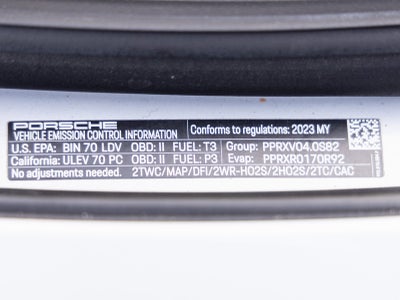 PORSCHE
VEHICLE EMISSION CONTROL INFORMATION Conforms to regulations: 2023 MY
U.S. EPA: BIN 70 LDV OBD: II FUEL: T3 Group: PPRXV04.0S82
California: ULEV 70 PC OBD: II FUEL: P3 Evap: PPRXR0170R92
No adjustments needed. 2TWC/MAP/DFI/2WR-HO2S/2HO2S/2TC/CAC